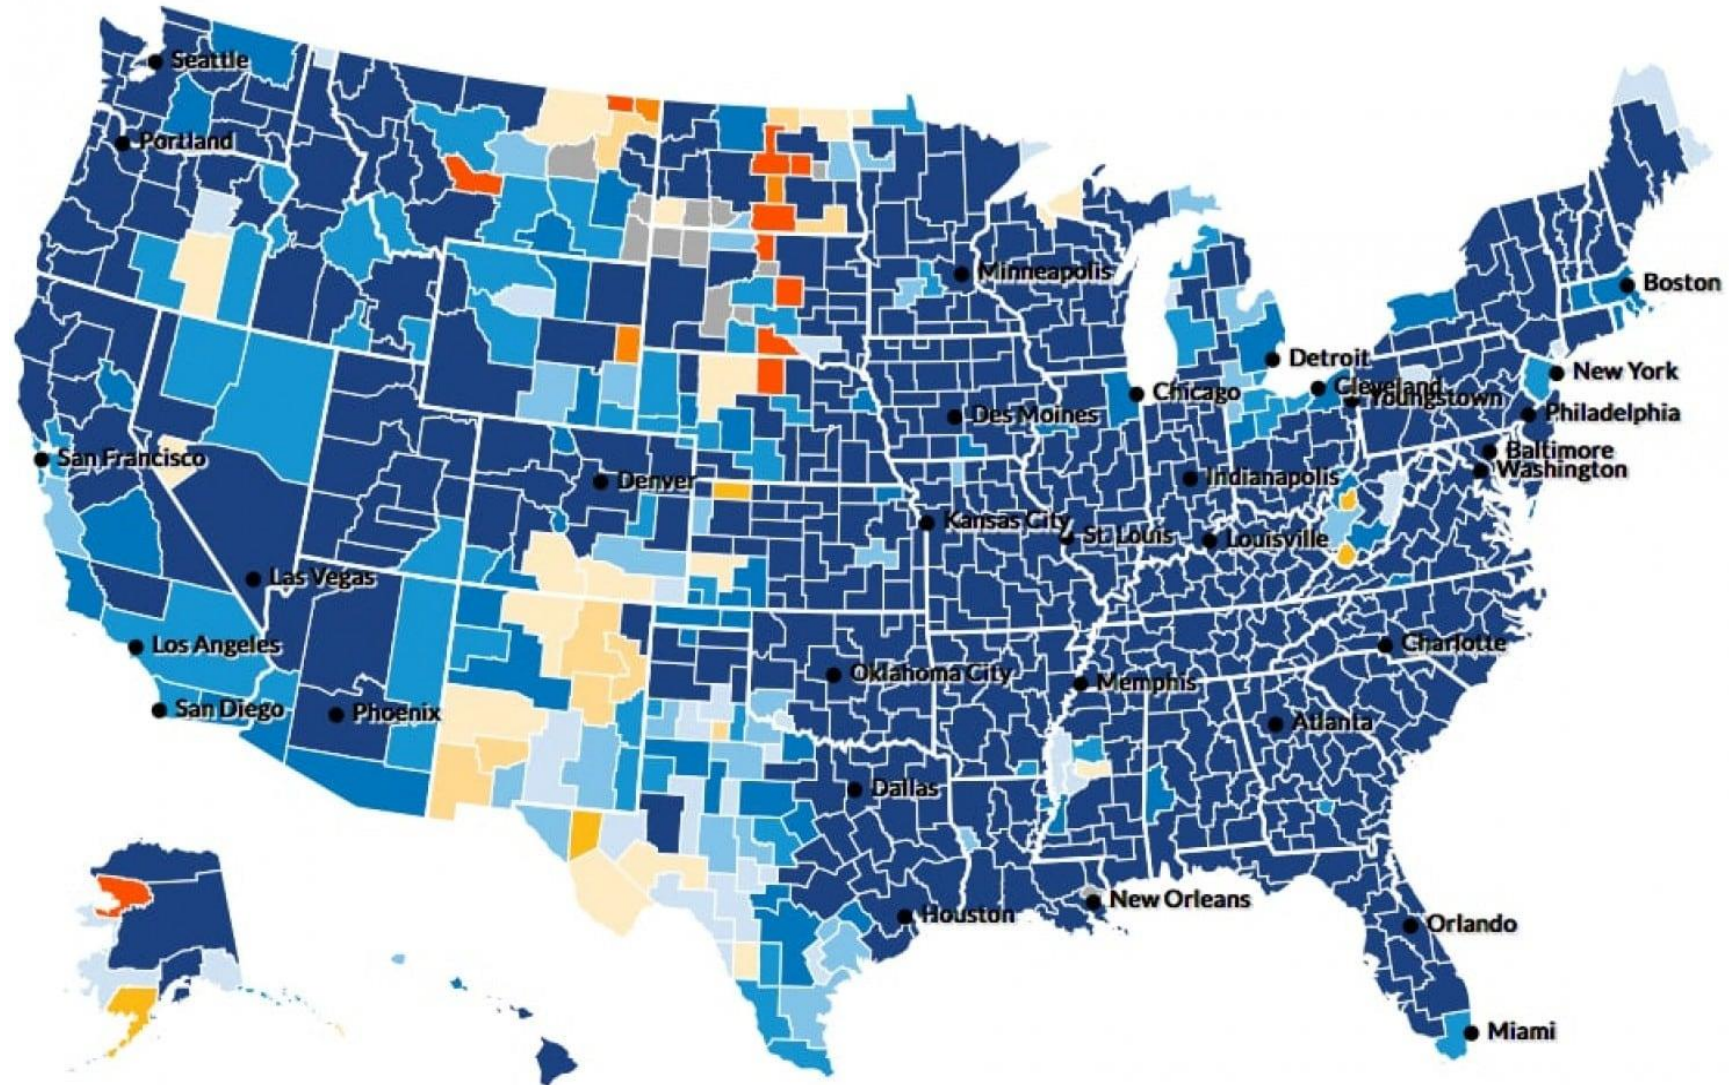 Seattle
Portland
Minneapolis
Boston
Detroit
New York
Chicago
Cleveland
Youngstown
Des Moines
Philadelphia
Baltimore
San Francisco
Washington
Denver
Indianapolis
Kansas City
St. Louis
Louisville
Las Vegas
Los Angeles
Charlotte
Oklahoma City
Memphis
San Diego
Phoenix
Atlanta
Dallas
New Orleans
Houston
Orlando
Miami